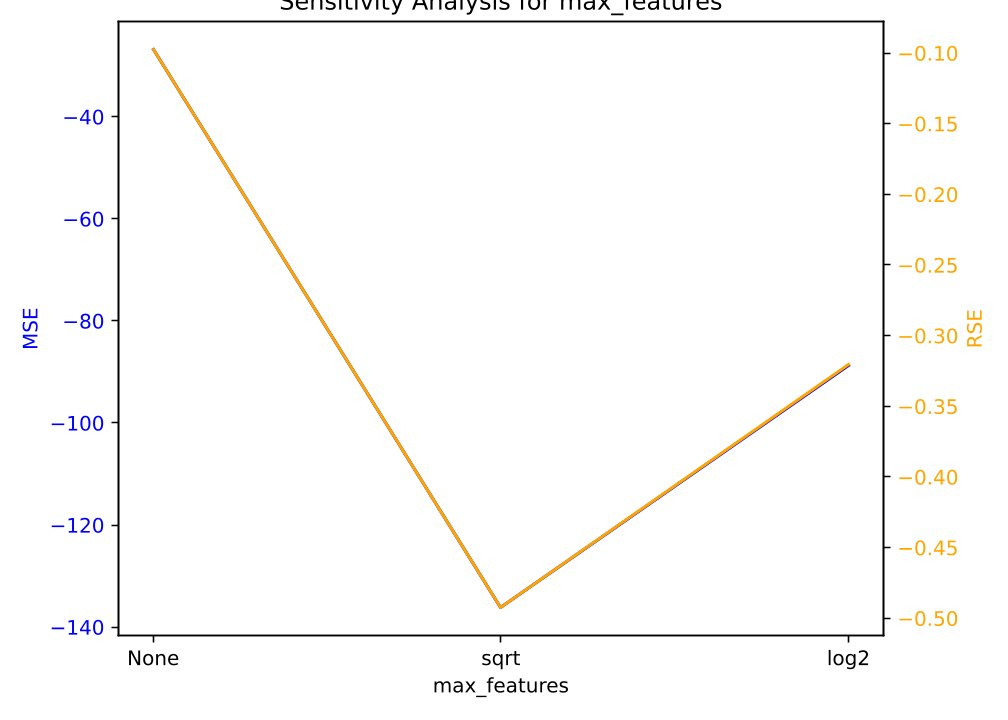 Sensitivity Analysis for max_features
−40
−60
−80
−100
−120
−140
MSE
−0.10
−0.15
−0.20
−0.25
−0.30
−0.35
−0.40
−0.45
−0.50
RSE
None
sqrt
log2
max_features